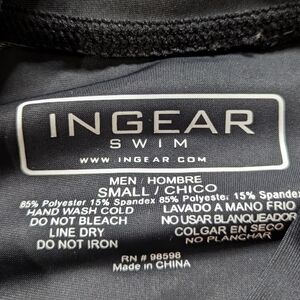 INGEAR
SWIM
WWW.INGEAR.COM
MEN / HOMBRE
SMALL / CHICO
85% Polyester 15% Spandex 85% Polyester, 15% Spandex
HAND WASH COLD LAVADO A MANO FRIO
DO NOT BLEACH NO USAR BLANQUEADOR
LINE DRY COLGAR EN SECO
DO NOT IRON NO PLANCHAR
RN # 98598
Made in CHINA